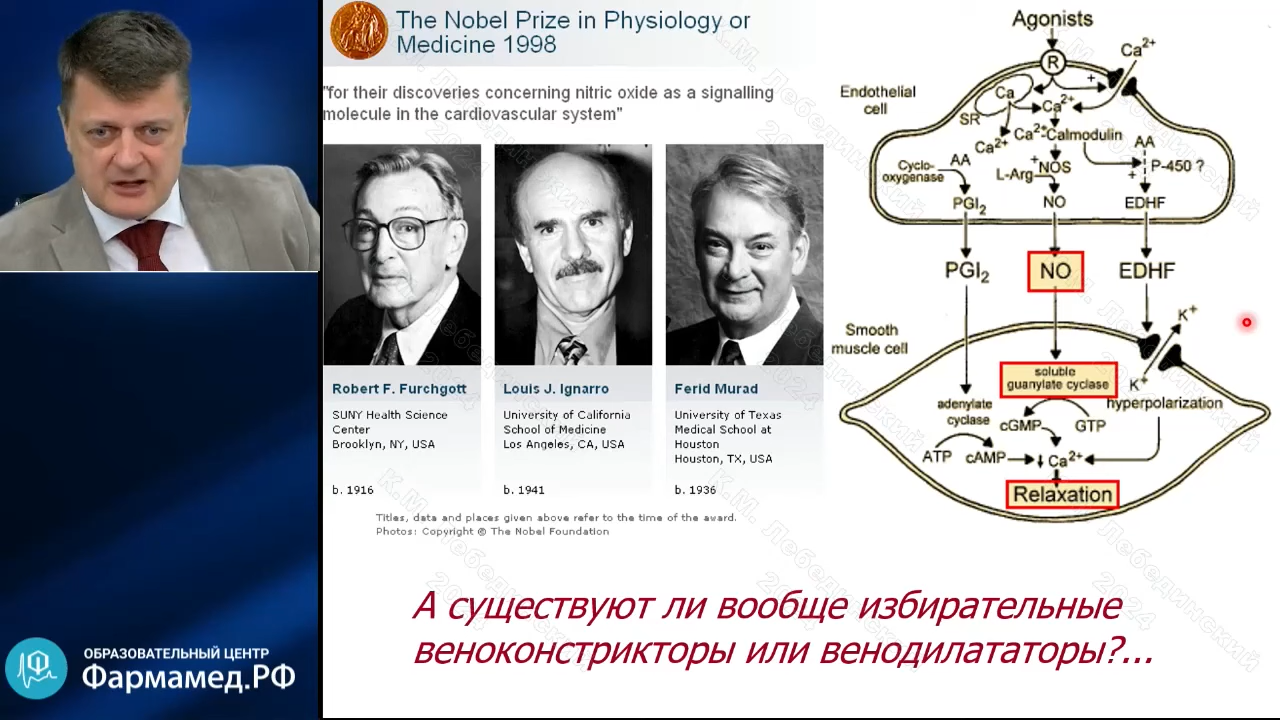 The Nobel Prize in Physiology or
Medicine 1998
"for their discoveries concerning nitric oxide as a signalling
molecule in the cardiovascular system"
Robert F. Furchgott
SUNY Health Science
Center
Brooklyn, NY, USA
b. 1916
Louis J. Ignarro
University of California
School of Medicine
Los Angeles, CA, USA
b. 1941
Ferid Murad
University of Texas
Medical School at
Houston
Houston, TX, USA
b. 1936
Titles, data and places given above refer to the time of the award.
Photos: Copyright © The Nobel Foundation
Agonists
R
Ca²⁺
+
Endothelial
cell
Ca
SR
Ca²⁺
Ca²⁺
Ca²⁺-Calmodulin
Cyclo-
oxygenase
AA
+
NOS
L-Arg
AA
P-450 ?
+
PGI₂
NO
EDHF
PGI₂
NO
EDHF
Smooth
muscle cell
K⁺
soluble
guanylate cyclase
K⁺
hyperpolarization
adenylate
cyclase
cGMP
GTP
ATP
cAMP
Ca²⁺
Relaxation
А существуют ли вообще избирательные
веноконстрикторы или венодилататоры?...
ОБРАЗОВАТЕЛЬНЫЙ ЦЕНТР
Фармамед.РФ
К.М. Лебединский
2024